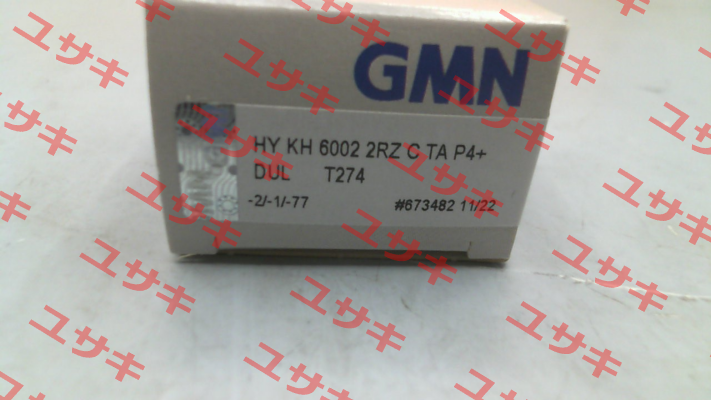 GMN
HY KH 6002 2RZ C TA P4+
DUL T274
-2/-1/-77 #673482 11/22
ユサキ